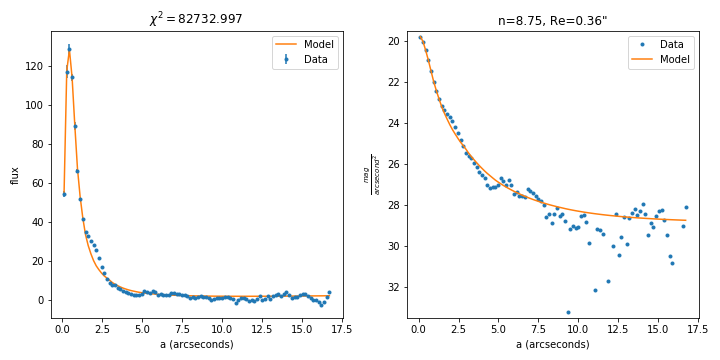 χ² = 82732.997
Model
Data
flux
120
100
80
60
40
20
0
0.0 2.5 5.0 7.5 10.0 12.5 15.0 17.5
a (arcseconds)
n=8.75, Re=0.36"
Data
Model
mag
arcsecond²
20
22
24
26
28
30
32
0.0 2.5 5.0 7.5 10.0 12.5 15.0 17.5
a (arcseconds)